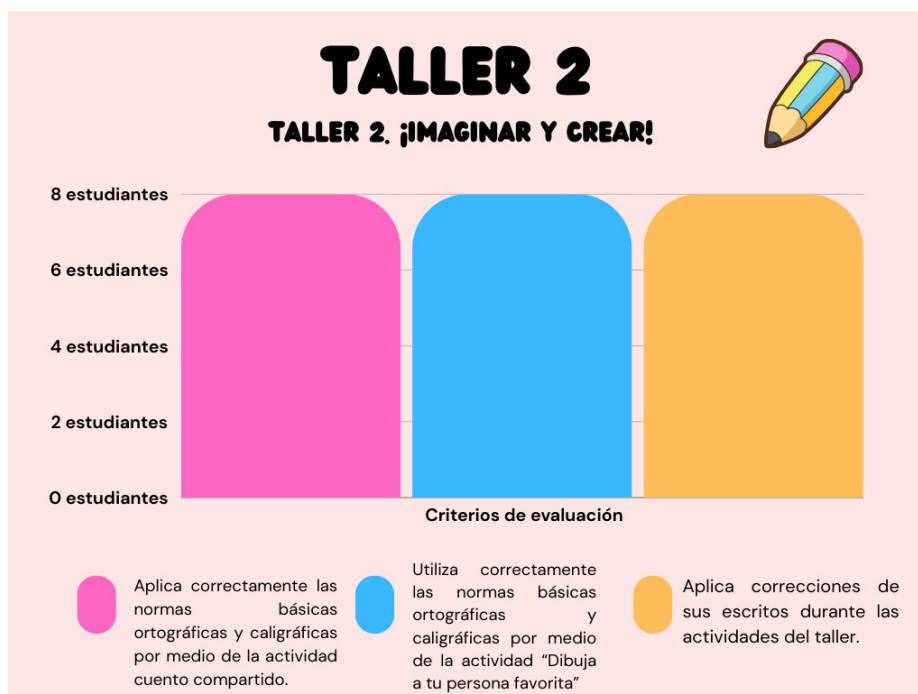 TALLER 2
TALLER 2. ¡IMAGINAR Y CREAR!
8 estudiantes
6 estudiantes
4 estudiantes
2 estudiantes
0 estudiantes
Criterios de evaluación
Aplica correctamente las
normas básicas
ortográficas y caligráficas
por medio de la actividad
cuento compartido.
Utiliza correctamente
las normas básicas
ortográficas y
caligráficas por medio
de la actividad “Dibuja
a tu persona favorita”
Aplica correcciones de
sus escritos durante las
actividades del taller.